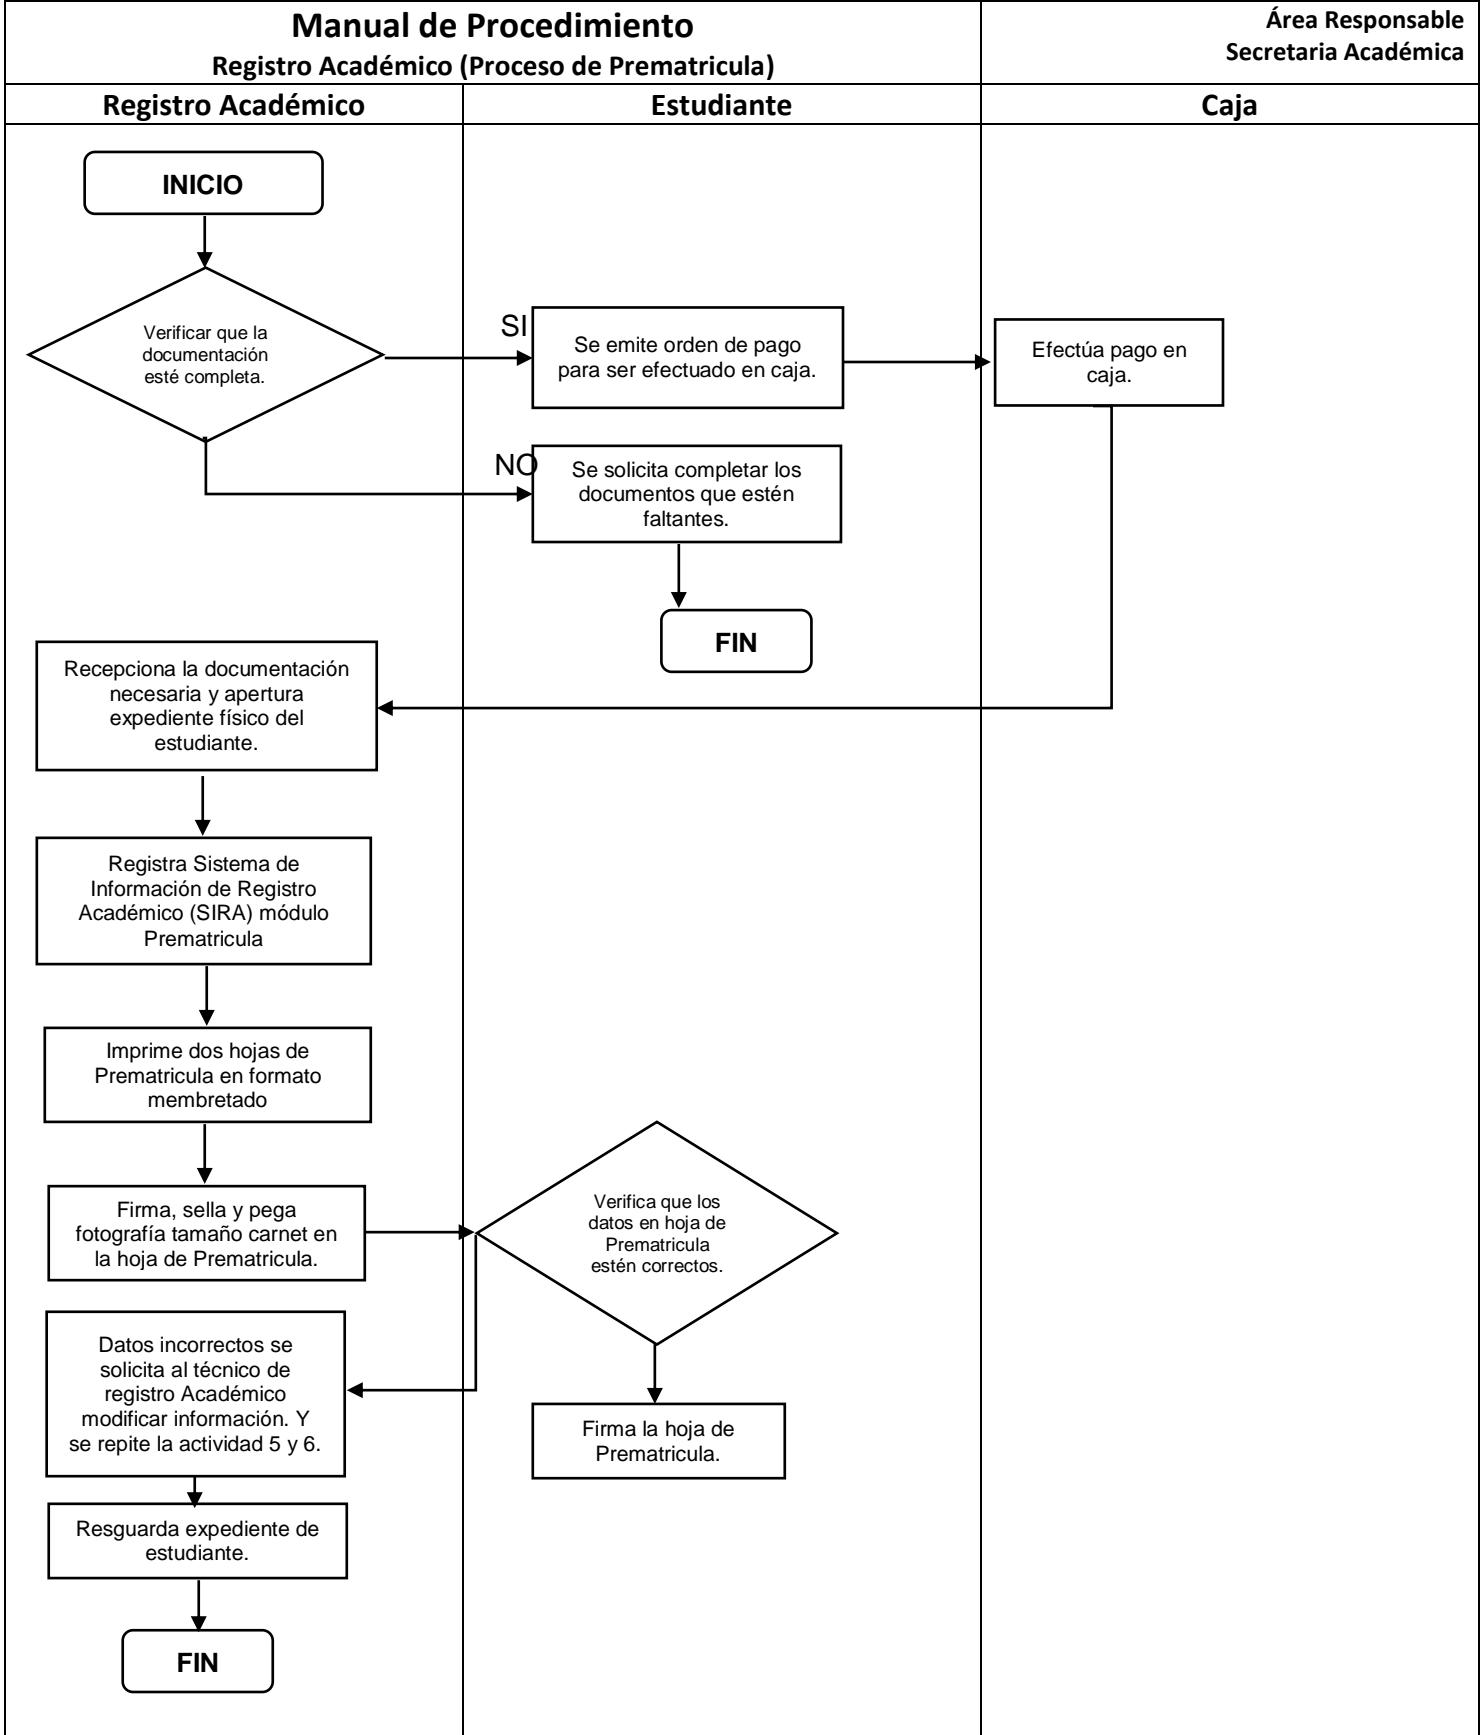 Manual de Procedimiento
Registro Académico (Proceso de Prematricula)
Área Responsable
Secretaria Académica
Registro Académico
Estudiante
Caja
INICIO
Verificar que la
documentación
esté completa.
SI
Se emite orden de pago
para ser efectuado en caja.
Efectúa pago en
caja.
NO
Se solicita completar los
documentos que estén
faltantes.
FIN
Recepciona la documentación
necesaria y apertura
expediente físico del
estudiante.
Registra Sistema de
Información de Registro
Académico (SIRA) módulo
Prematricula
Imprime dos hojas de
Prematricula en formato
membretado
Firma, sella y pega
fotografía tamaño carnet en
la hoja de Prematricula.
Verifica que los
datos en hoja de
Prematricula
estén correctos.
Datos incorrectos se
solicita al técnico de
registro Académico
modificar información. Y
se repite la actividad 5 y 6.
Firma la hoja de
Prematricula.
Resguarda expediente de
estudiante.
FIN